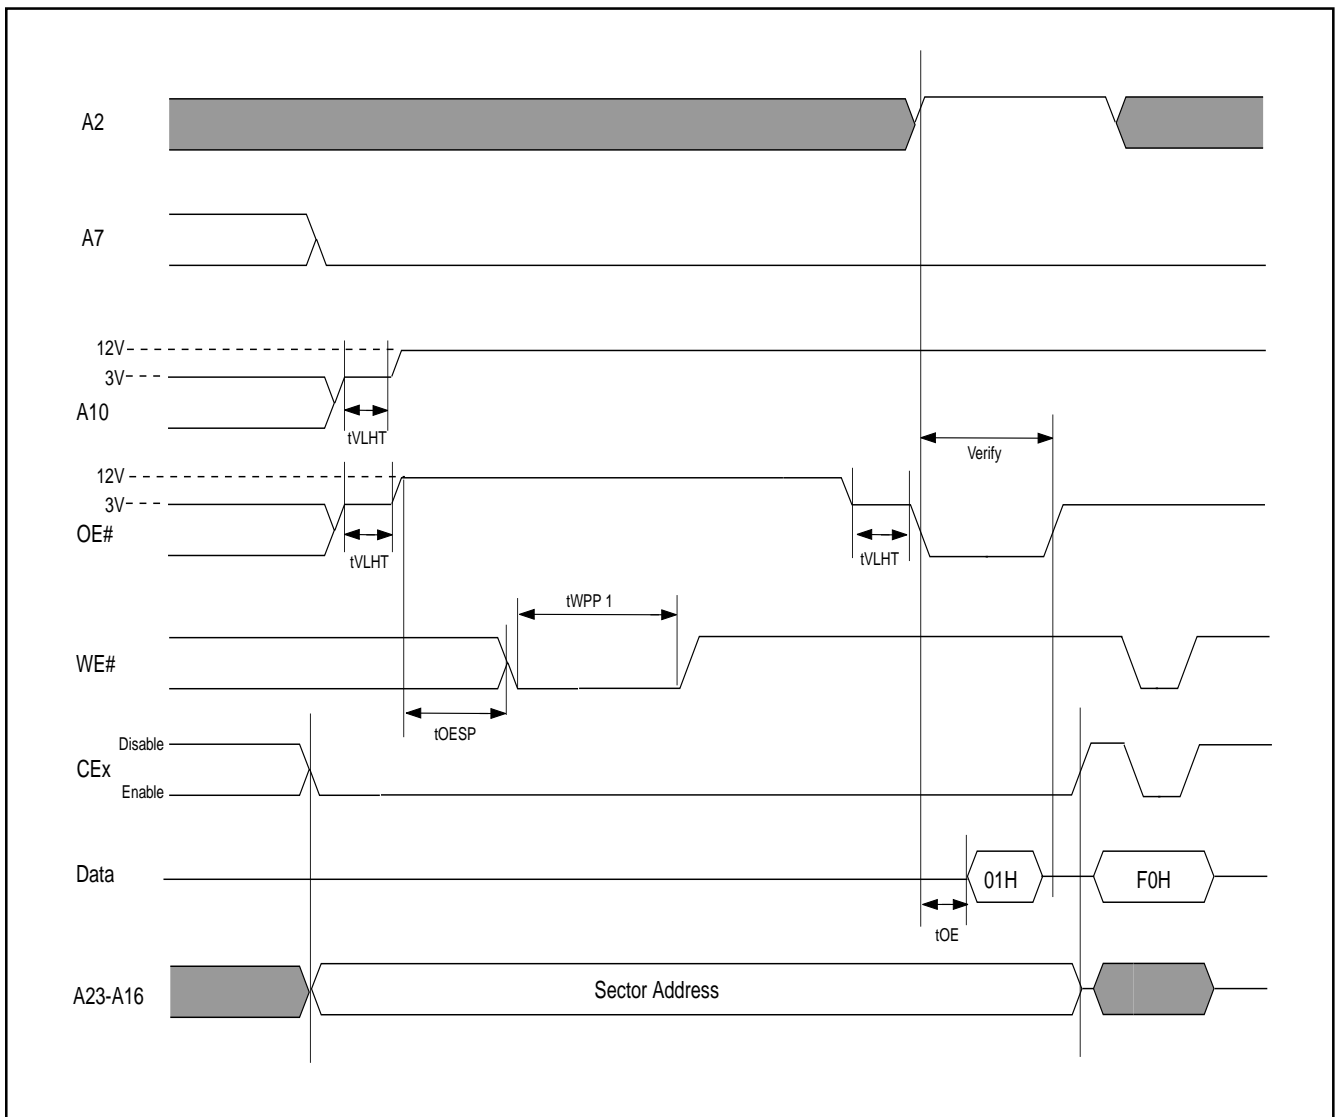 A2
A7
12V
3V
A10
tVLHT
Verify
12V
3V
OE#
tVLHT
tVLHT
tWPP 1
WE#
tOESP
Disable
CEx
Enable
Data
01H
F0H
tOE
A23-A16
Sector Address